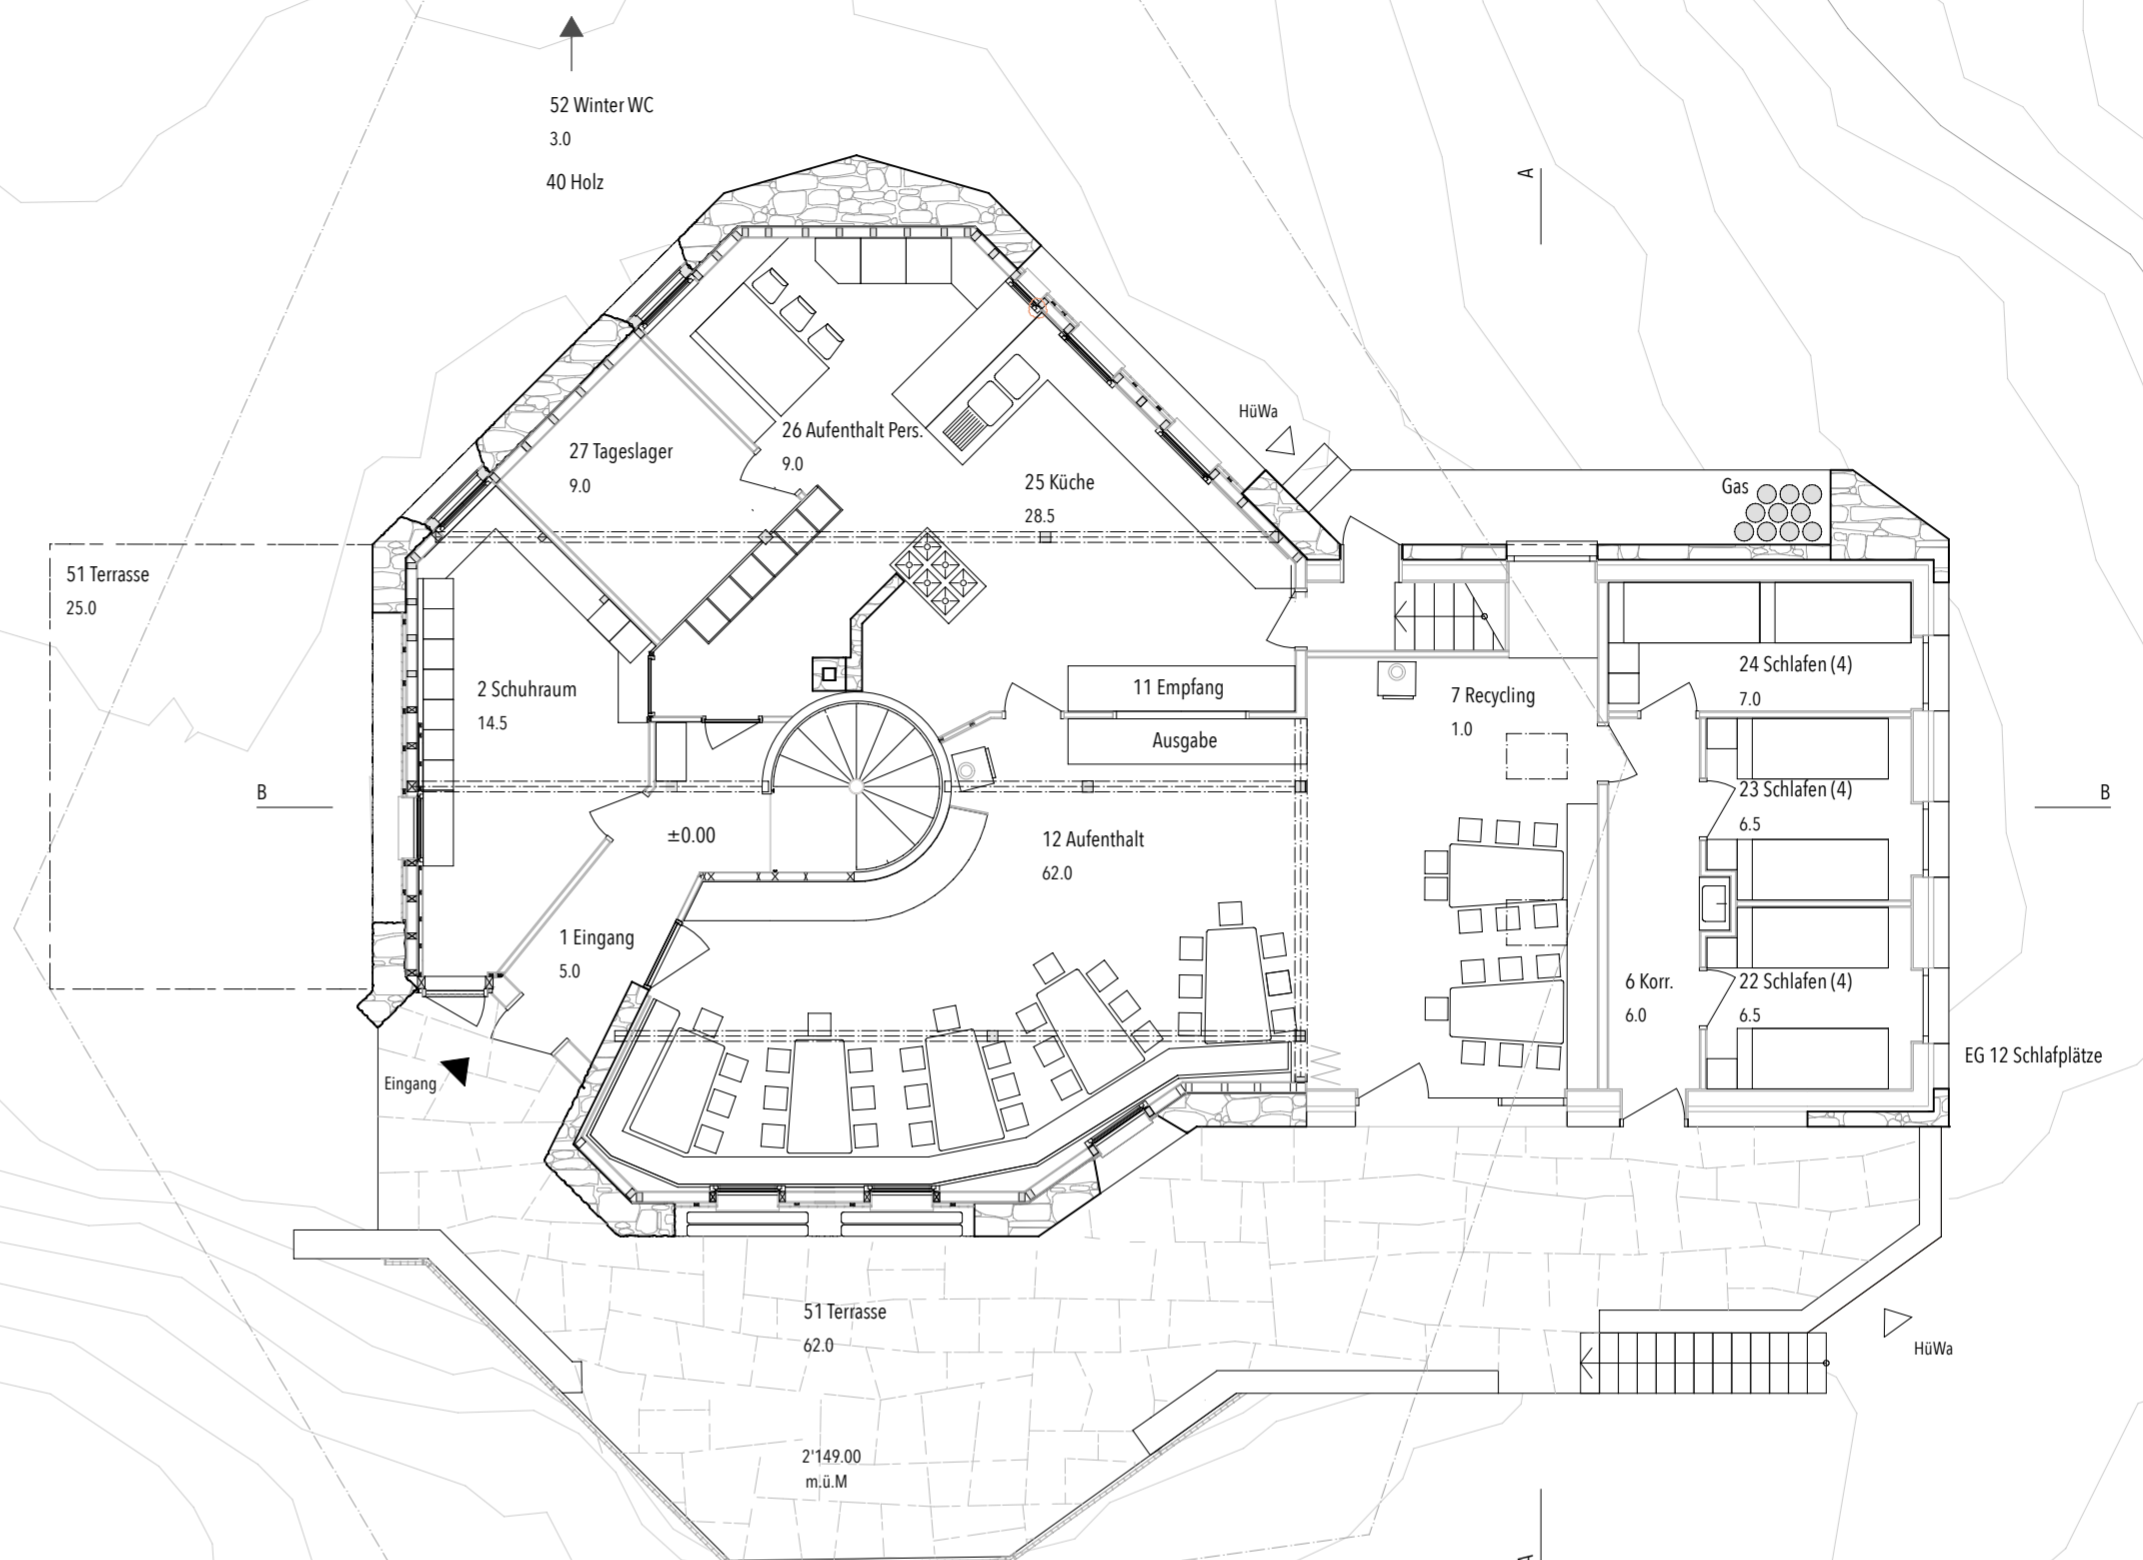 52 Winter WC
3.0
40 Holz
A
HüWa
26 Aufenthalt Pers.
9.0
27 Tageslager
9.0
25 Küche
28.5
Gas
51 Terrasse
25.0
24 Schlafen (4)
7.0
2 Schuhraum
14.5
11 Empfang
7 Recycling
1.0
Ausgabe
B
B
23 Schlafen (4)
6.5
±0.00
12 Aufenthalt
62.0
1 Eingang
5.0
6 Korr.
6.0
22 Schlafen (4)
6.5
EG 12 Schlafplätze
Eingang
51 Terrasse
62.0
HüWa
2'149.00
m.ü.M
A